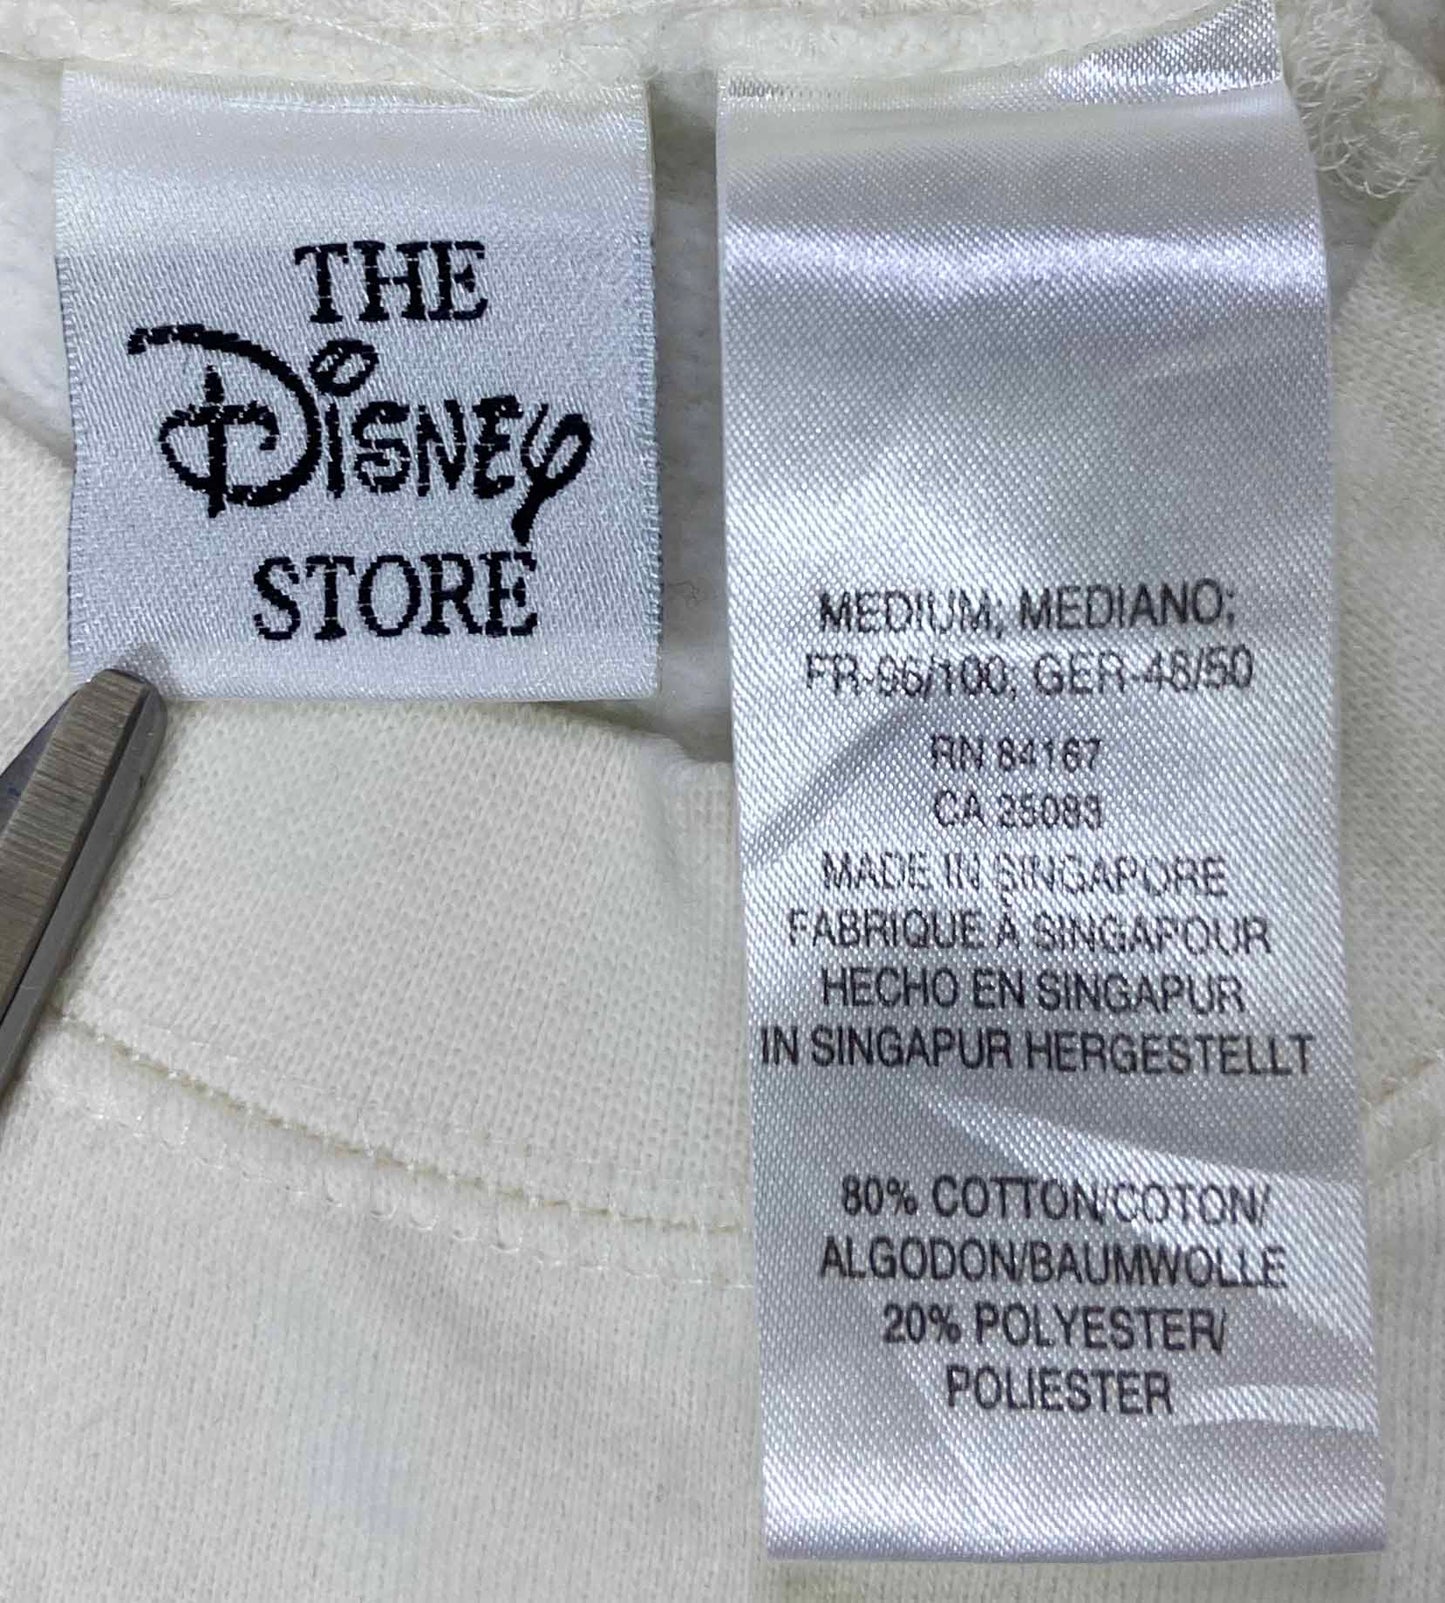 THE
Disney
STORE
MEDIUM; MEDIANO;
FR-96/100; GER-48/50
RN 84167
CA 25083
MADE IN SINGAPORE
FABRIQUE À SINGAPOUR
HECHO EN SINGAPUR
IN SINGAPUR HERGESTELLT
80% COTTON/COTON/
ALGODON/BAUMWOLLE
20% POLYESTER/
POLIESTER